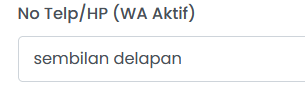 No Telp/HP (WA Aktif)
sembilan delapan